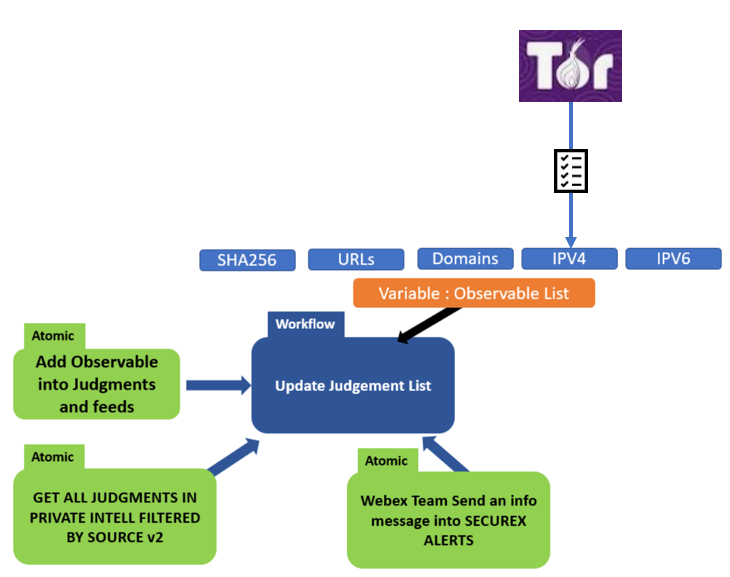 Tor
SHA256
URLs
Domains
IPV4
IPV6
Variable : Observable List
Workflow
Update Judgement List
Atomic
Add Observable
into Judgments
and feeds
Atomic
GET ALL JUDGMENTS IN
PRIVATE INTELL FILTERED
BY SOURCE v2
Atomic
Webex Team Send an info
message into SECUREX
ALERTS